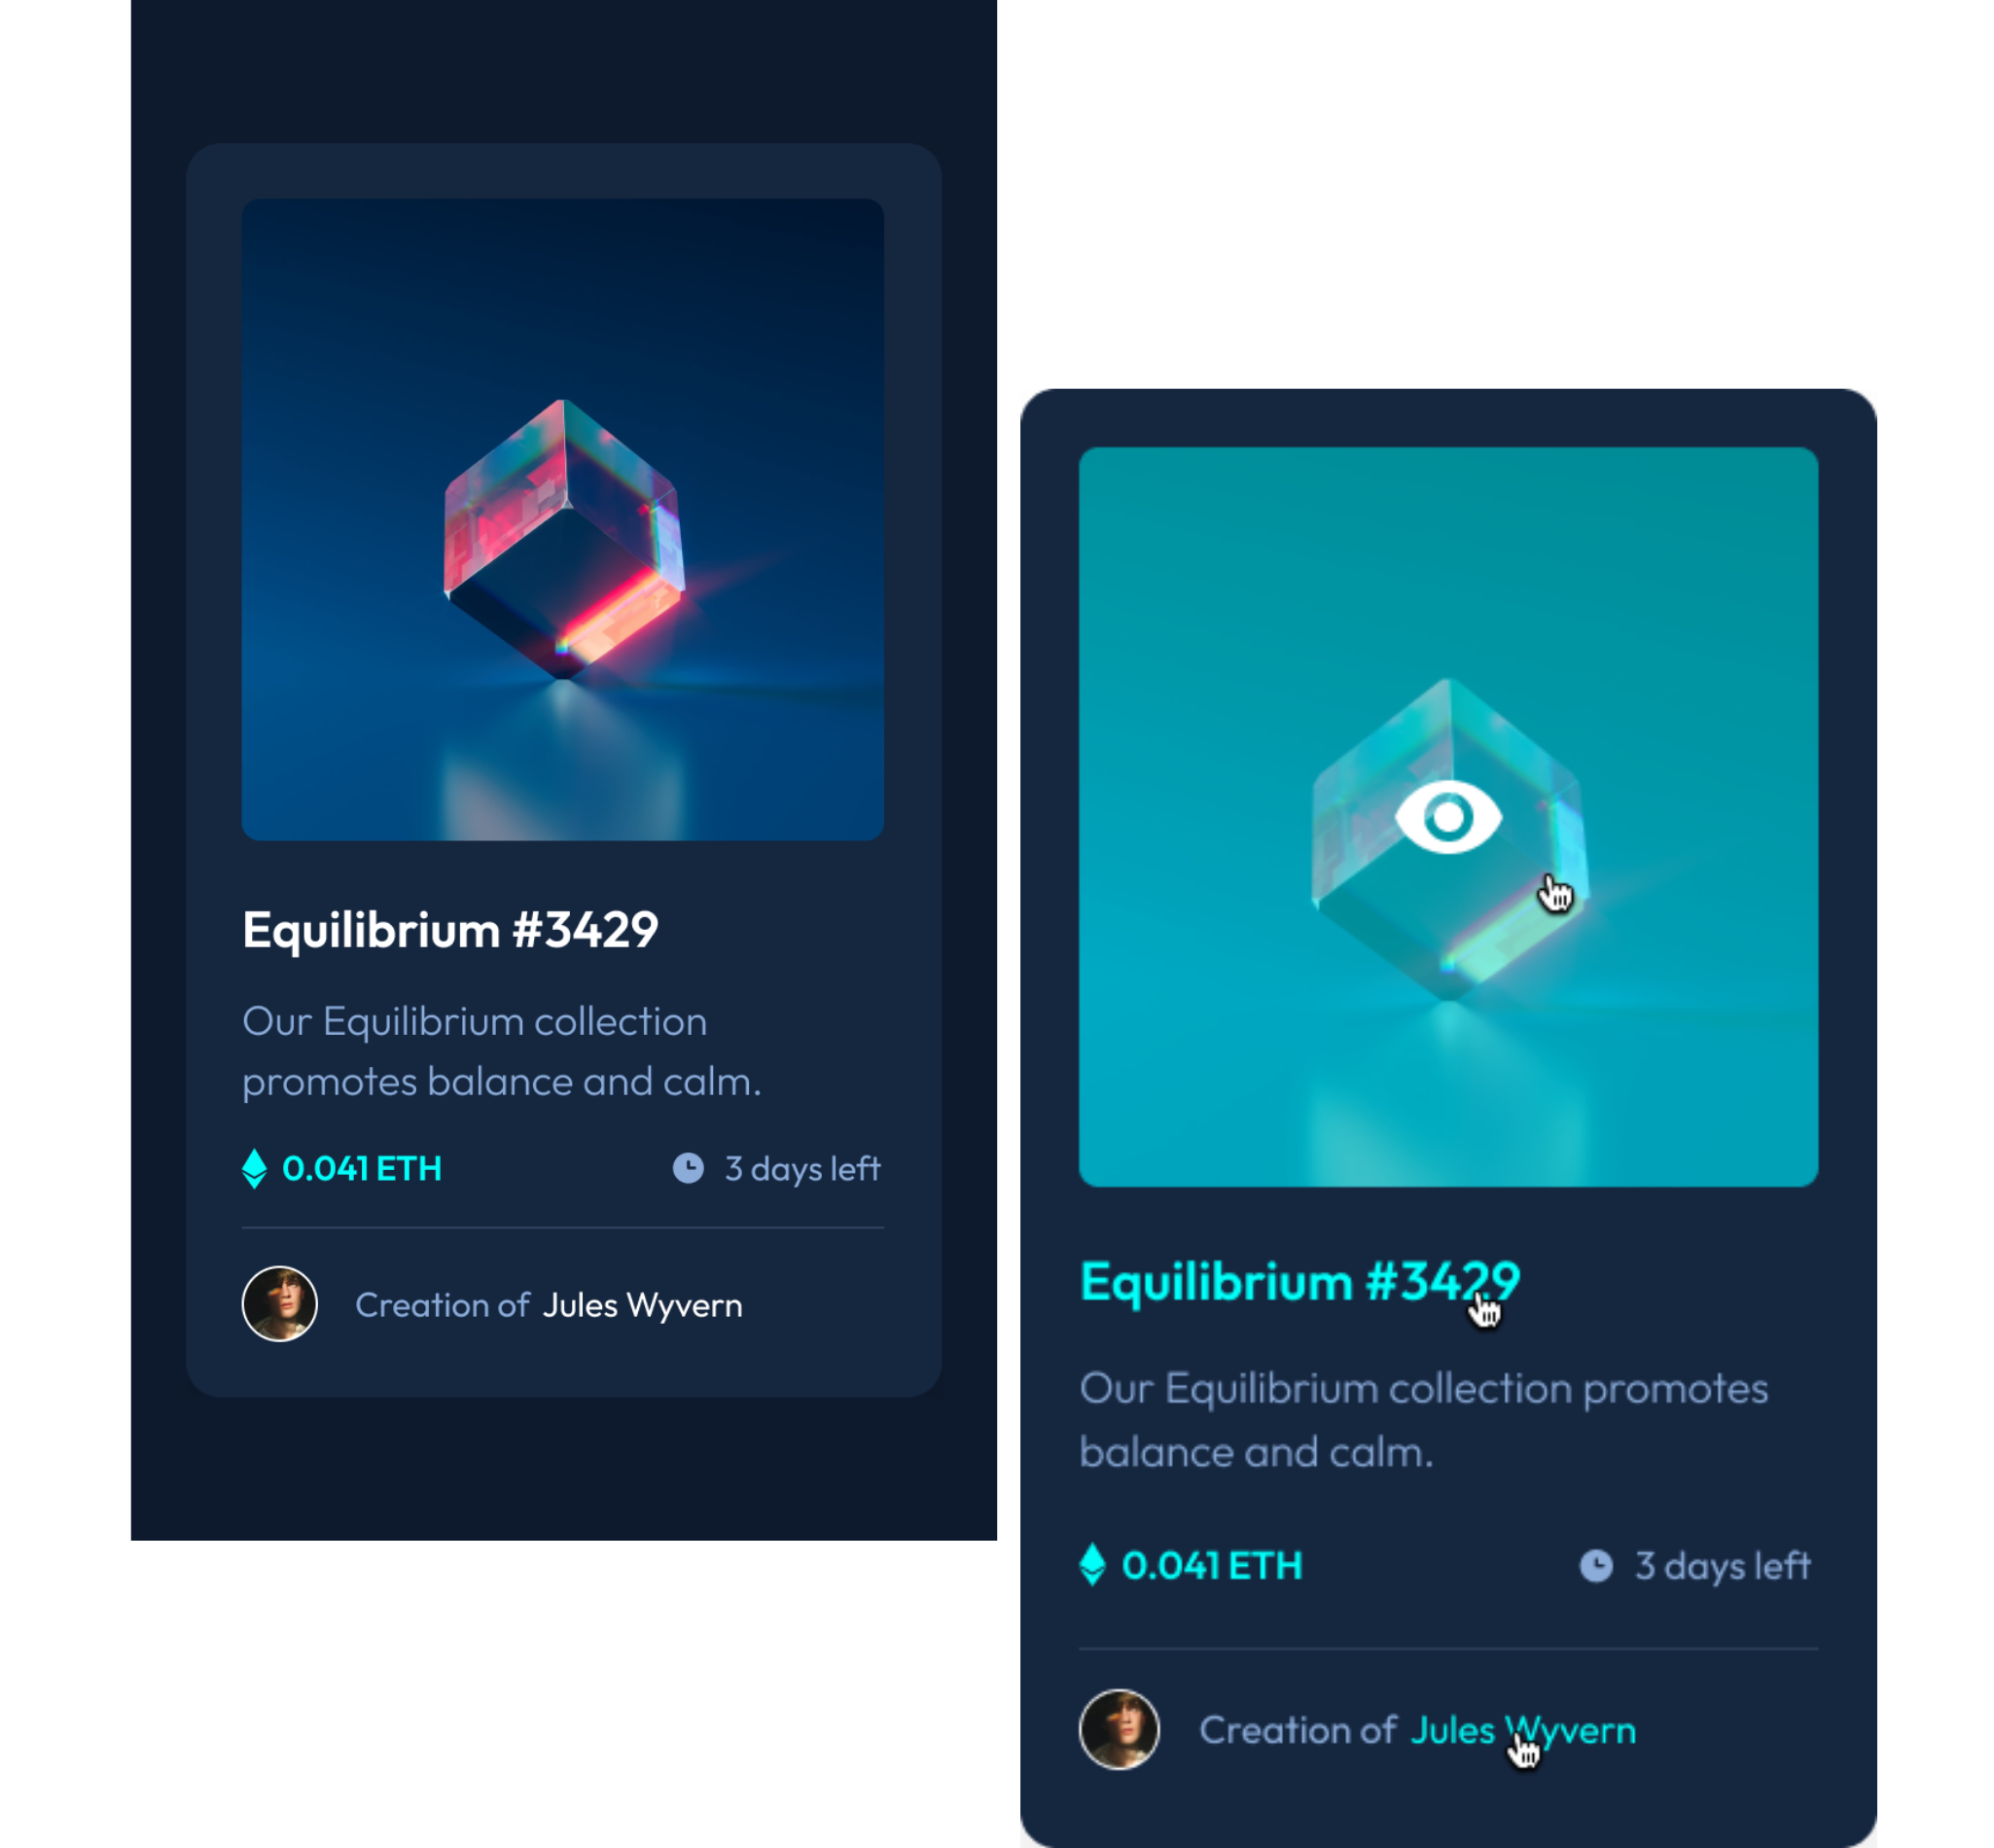 Equilibrium #3429
Our Equilibrium collection
promotes balance and calm.
0.041 ETH
3 days left
Creation of Jules Wyvern
Equilibrium #3429
Our Equilibrium collection promotes
balance and calm.
0.041 ETH
3 days left
Creation of Jules Wyvern